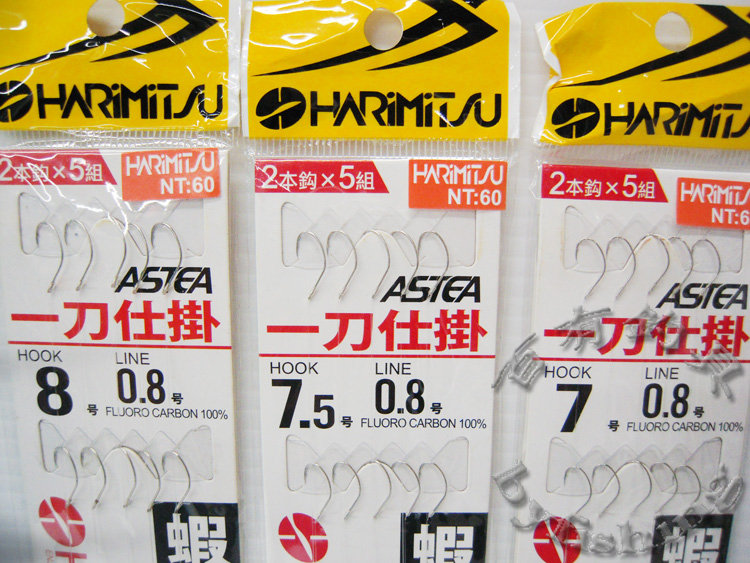 HARiMiTSU
2本鈎×5組
HARiMiTSU
NT:60
ASTEA
一刀仕掛
HOOK LINE
8号 0.8号
FLUORO CARBON 100%
蝦
HARiMiTSU
2本鈎×5組
HARiMiTSU
NT:60
ASTEA
一刀仕掛
HOOK LINE
7.5号 0.8号
FLUORO CARBON 100%
蝦
HARiMiTSU
2本鈎×5組
HARiMiTSU
NT:6
ASTEA
一刀仕掛
HOOK LINE
7号 0.8号
FLUORO CARBON 100%
蝦